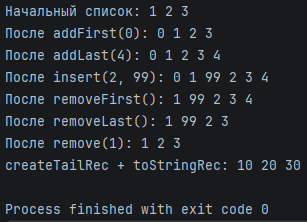 Начальный список: 1 2 3
После addFirst(0): 0 1 2 3
После addLast(4): 0 1 2 3 4
После insert(2, 99): 0 1 99 2 3 4
После removeFirst(): 1 99 2 3 4
После removeLast(): 1 99 2 3
После remove(1): 1 2 3
createTailRec + toStringRec: 10 20 30
Process finished with exit code 0